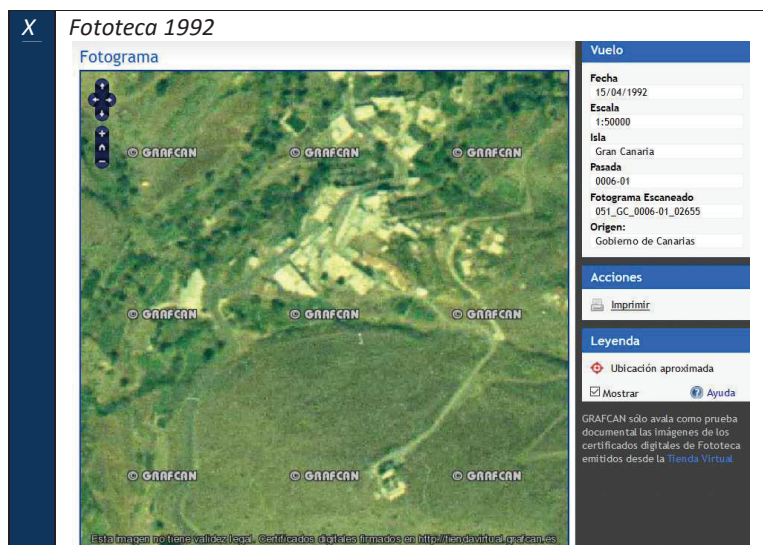 X Fototeca 1992
Fotograma
© GRAFCAN © GRAFCAN © GRAFCAN
© GRAFCAN © GRAFCAN © GRAFCAN
© GRAFCAN © GRAFCAN © GRAFCAN
Esta imagen no tiene validez legal. Certificados digitales firmados en http://tiendavirtual.grafcan.es
Vuelo
Fecha
15/04/1992
Escala
1:50000
Isla
Gran Canaria
Pasada
0006-01
Fotograma Escaneado
051_GC_0006-01_02655
Origen:
Gobierno de Canarias
Acciones
Imprimir
Leyenda
Ubicación aproximada
Mostrar ? Ayuda
GRAFCAN sólo avala como prueba
documental las imágenes de los
certificados digitales de Fototeca
emitidos desde la Tienda Virtual